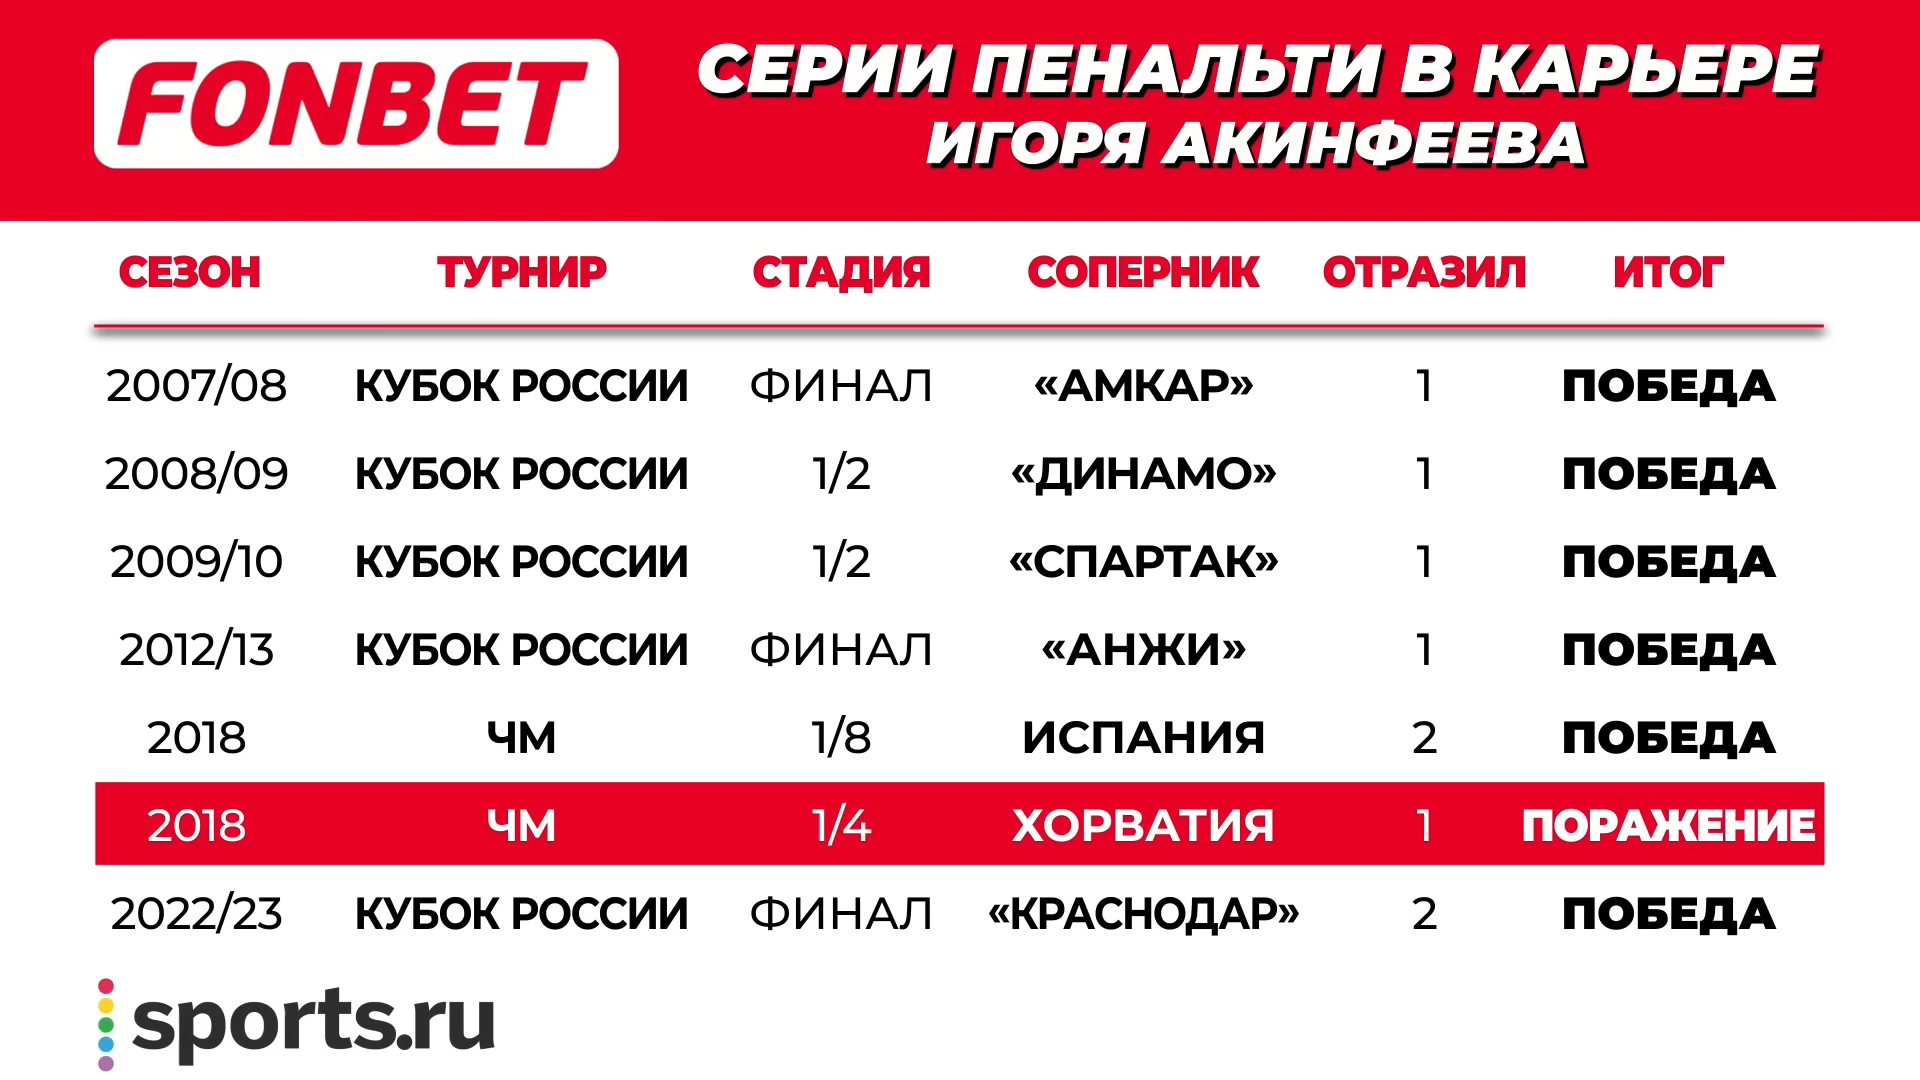 FONBET
СЕРИИ ПЕНАЛЬТИ В КАРЬЕРЕ
ИГОРЯ АКИНФЕЕВА
СЕЗОН ТУРНИР СТАДИЯ СОПЕРНИК ОТРАЗИЛ ИТОГ
2007/08 КУБОК РОССИИ ФИНАЛ «АМКАР» 1 ПОБЕДА
2008/09 КУБОК РОССИИ 1/2 «ДИНАМО» 1 ПОБЕДА
2009/10 КУБОК РОССИИ 1/2 «СПАРТАК» 1 ПОБЕДА
2012/13 КУБОК РОССИИ ФИНАЛ «АНЖИ» 1 ПОБЕДА
2018 ЧМ 1/8 ИСПАНИЯ 2 ПОБЕДА
2018 ЧМ 1/4 ХОРВАТИЯ 1 ПОРАЖЕНИЕ
2022/23 КУБОК РОССИИ ФИНАЛ «КРАСНОДАР» 2 ПОБЕДА
sports.ru